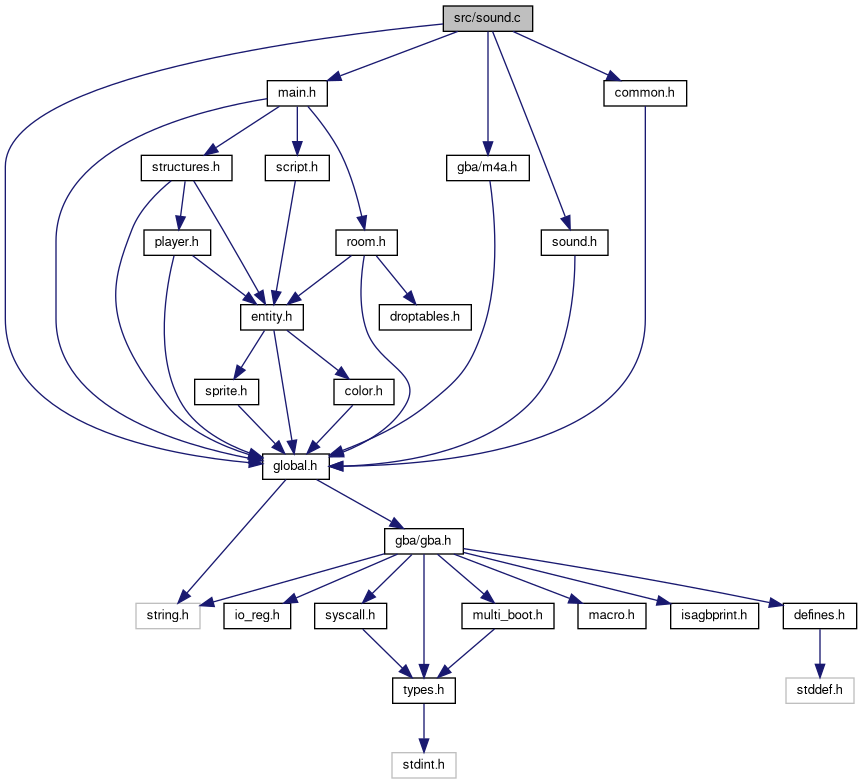 src/sound.c
main.h
common.h
structures.h
script.h
gba/m4a.h
player.h
room.h
sound.h
entity.h
droptables.h
sprite.h
color.h
global.h
gba/gba.h
string.h
io_reg.h
syscall.h
multi_boot.h
macro.h
isagbprint.h
defines.h
types.h
stddef.h
stdint.h